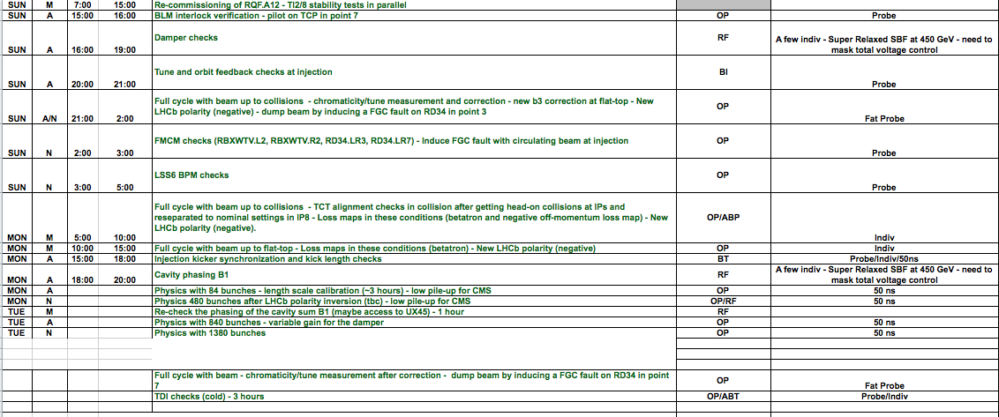 SUN M 7:00 15:00 Re-commissioning of RQF.A12 - TI2/8 stability tests in parallel
SUN A 15:00 16:00 BLM interlock verification - pilot on TCP in point 7 OP Probe
SUN A 16:00 19:00 Damper checks RF A few indiv - Super Relaxed SBF at 450 GeV - need to
mask total voltage control
SUN A 20:00 21:00 Tune and orbit feedback checks at injection BI Probe
SUN A/N 21:00 2:00 Full cycle with beam up to collisions - chromaticity/tune measurement and correction - new b3 correction at flat-top - New
LHCb polarity (negative) - dump beam by inducing a FGC fault on RD34 in point 3 OP Fat Probe
SUN N 2:00 3:00 FMCM checks (RBXWTV.L2, RBXWTV.R2, RD34.LR3, RD34.LR7) - Induce FGC fault with circulating beam at injection OP Probe
SUN N 3:00 5:00 LSS6 BPM checks OP Probe
MON M 5:00 10:00 Full cycle with beam up to collisions - TCT alignment checks in collision after getting head-on collisions at IPs and
reseparated to nominal settings in IP8 - Loss maps in these conditions (betatron and negative off-momentum loss map) - New
LHCb polarity (negative). OP/ABP Indiv
MON M 10:00 15:00 Full cycle with beam up to flat-top - Loss maps in these conditions (betatron) - New LHCb polarity (negative) OP Indiv
MON A 15:00 18:00 Injection kicker synchronization and kick length checks BT Probe/Indiv/50ns
MON A 18:00 20:00 Cavity phasing B1 RF A few indiv - Super Relaxed SBF at 450 GeV - need to
mask total voltage control
MON A Physics with 84 bunches - length scale calibration (~3 hours) - low pile-up for CMS OP 50 ns
MON N Physics 480 bunches after LHCb polarity inversion (tbc) - low pile-up for CMS OP/RF 50 ns
TUE M Re-check the phasing of the cavity sum B1 (maybe access to UX45) - 1 hour RF
TUE A Physics with 840 bunches - variable gain for the damper OP 50 ns
TUE N Physics with 1380 bunches OP 50 ns
Full cycle with beam - chromaticity/tune measurement after correction - dump beam by inducing a FGC fault on RD34 in point
7 OP Fat Probe
TDI checks (cold) - 3 hours OP/ABT Probe/Indiv